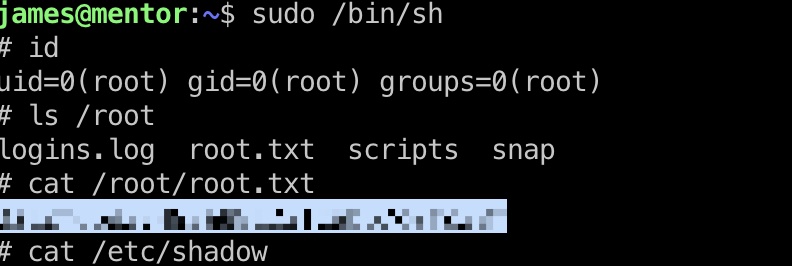 james@mentor:~$ sudo /bin/sh
# id
uid=0(root) gid=0(root) groups=0(root)
# ls /root
logins.log  root.txt  scripts  snap
# cat /root/root.txt
# cat /etc/shadow